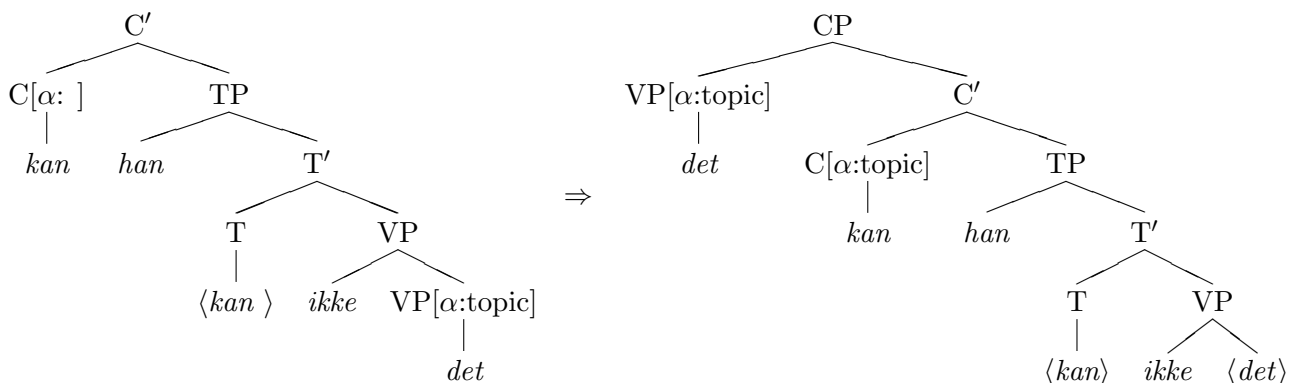 C′ CP
C[α: ] TP VP[α:topic] C′
kan han T′ det C[α:topic] TP
⇒
T VP kan han T′
⟨kan ⟩ ikke VP[α:topic] T VP
det ⟨kan⟩ ikke ⟨det⟩